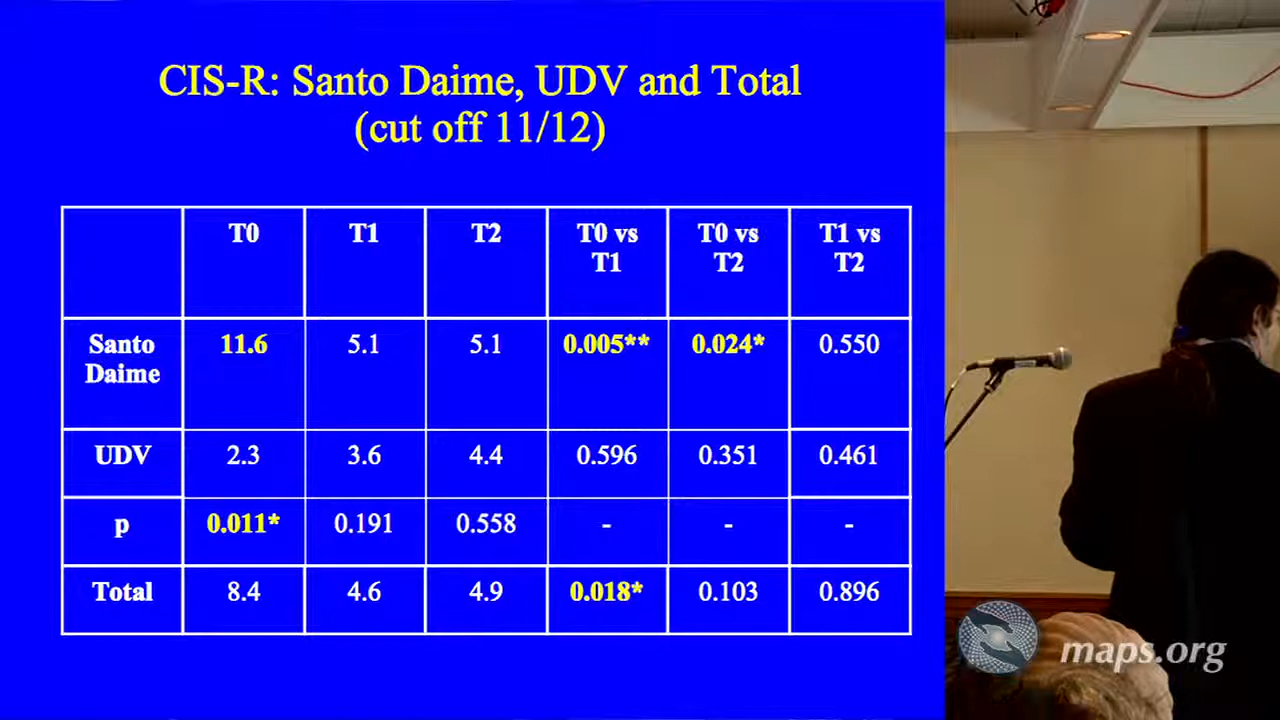 CIS-R: Santo Daime, UDV and Total
(cut off 11/12)
T0 T1 T2 T0 vs T1 T0 vs T2 T1 vs T2
Santo Daime 11.6 5.1 5.1 0.005** 0.024* 0.550
UDV 2.3 3.6 4.4 0.596 0.351 0.461
p 0.011* 0.191 0.558 - - -
Total 8.4 4.6 4.9 0.018* 0.103 0.896
maps.org